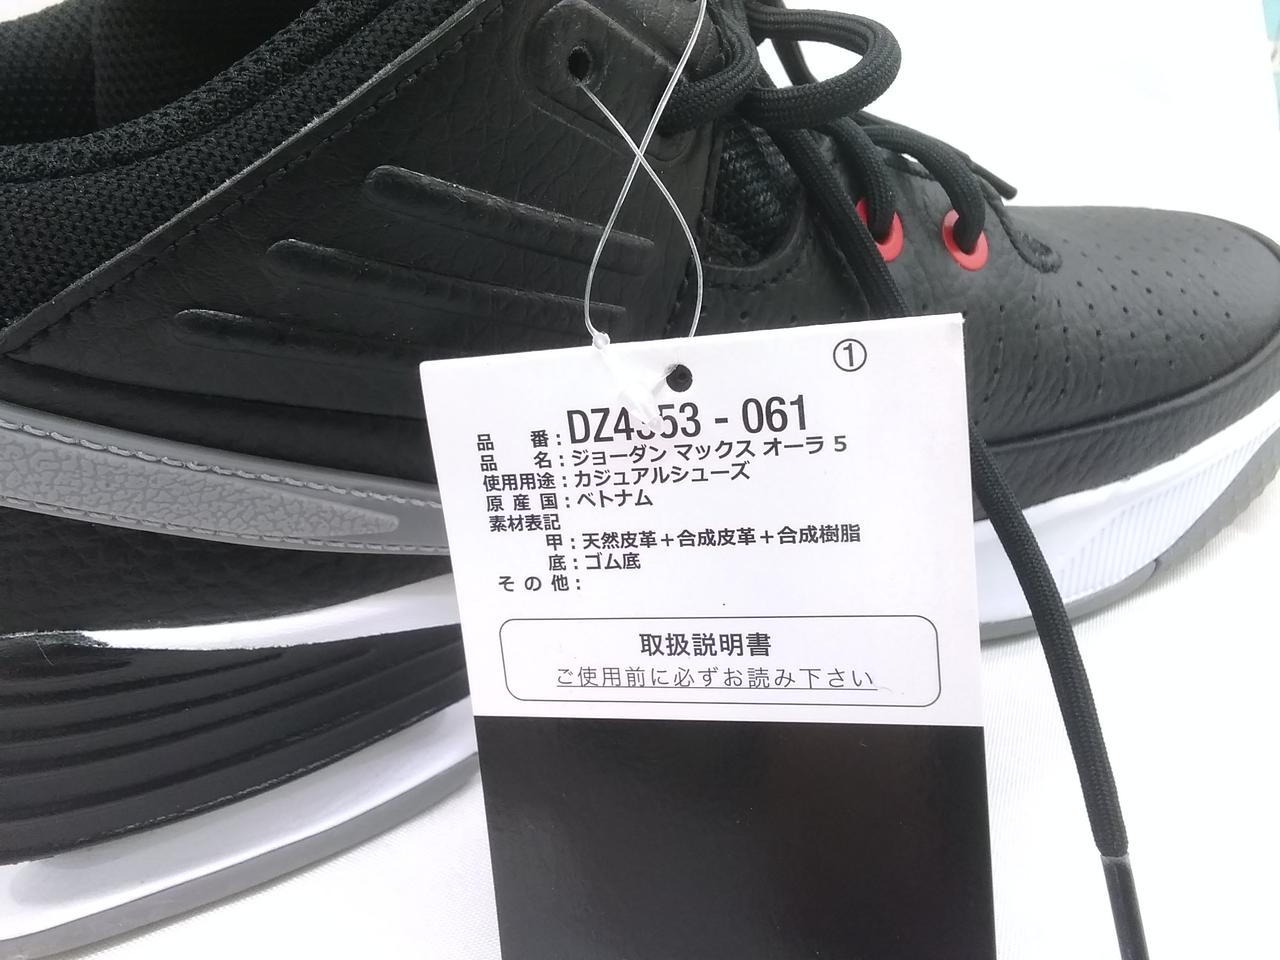 ①
品番：DZ4353 - 061
品名：ジョーダン マックス オーラ 5
使用用途：カジュアルシューズ
原産国：ベトナム
素材表記
甲：天然皮革＋合成皮革＋合成樹脂
底：ゴム底
その他：
取扱説明書
ご使用前に必ずお読み下さい